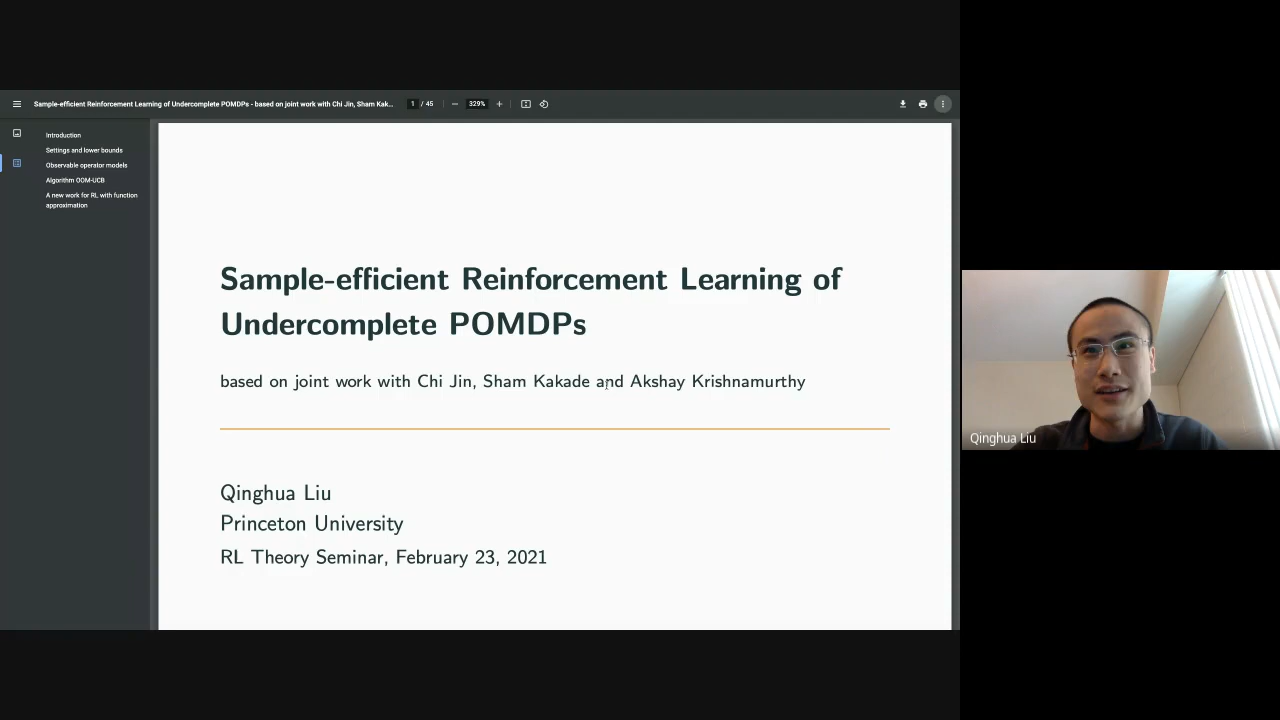 Sample-efficient Reinforcement Learning of Undercomplete POMDPs - based on joint work with Chi Jin, Sham Kak...
1 / 45
329%
Introduction
Settings and lower bounds
Observable operator models
Algorithm OOM-UCB
A new work for RL with function
approximation
Sample-efficient Reinforcement Learning of
Undercomplete POMDPs
based on joint work with Chi Jin, Sham Kakade and Akshay Krishnamurthy
Qinghua Liu
Princeton University
RL Theory Seminar, February 23, 2021
Qinghua Liu